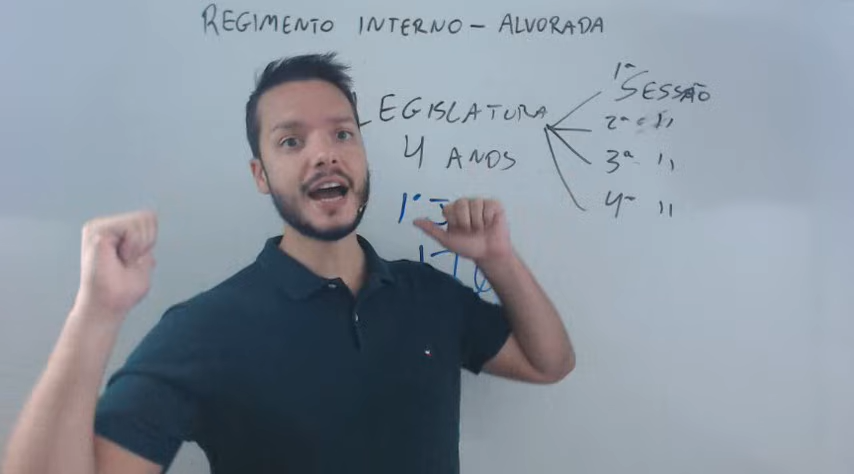 REGIMENTO INTERNO - ALVORADA
LEGISLATURA
4 ANOS
1ª SESSÃO
2ª "
3ª "
4ª "